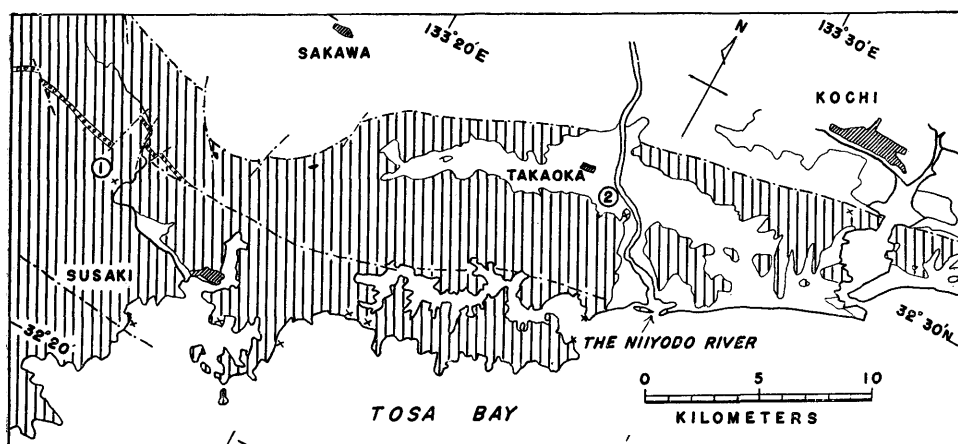 SAKAWA
133°20'E
N
133°30'E
KOCHI
1
TAKAOKA
2
SUSAKI
32°20'
THE NIIYODO RIVER
32°30'N
0 5 10
KILOMETERS
TOSA BAY